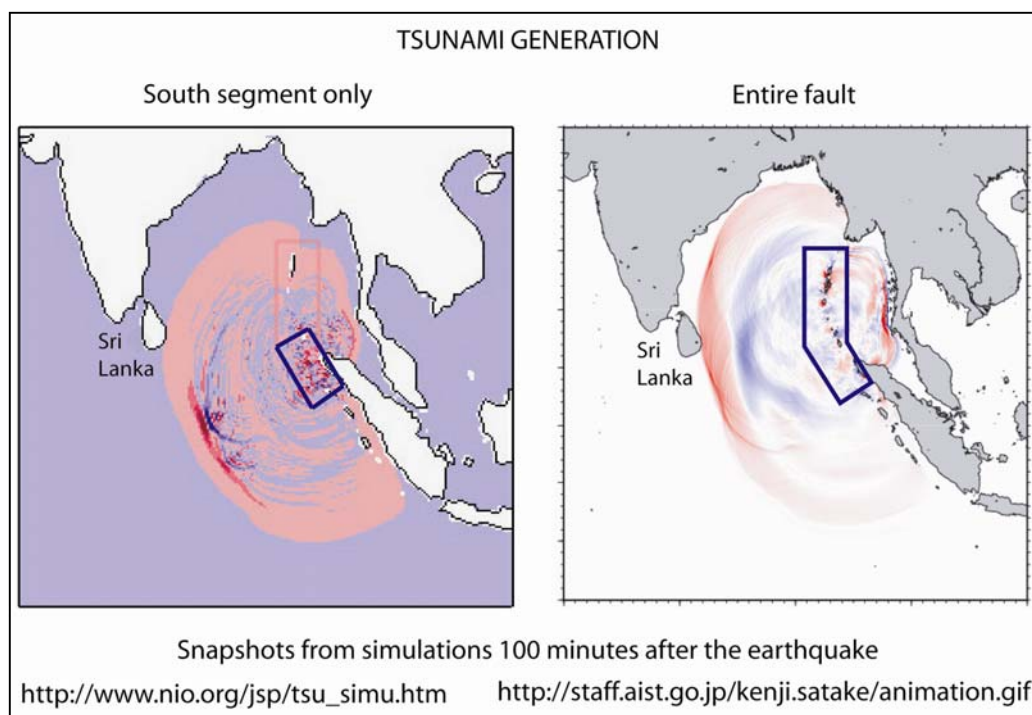 TSUNAMI GENERATION
South segment only
Entire fault
Sri
Lanka
Sri
Lanka
Snapshots from simulations 100 minutes after the earthquake
http://www.nio.org/jsp/tsu_simu.htm
http://staff.aist.go.jp/kenji.satake/animation.gif